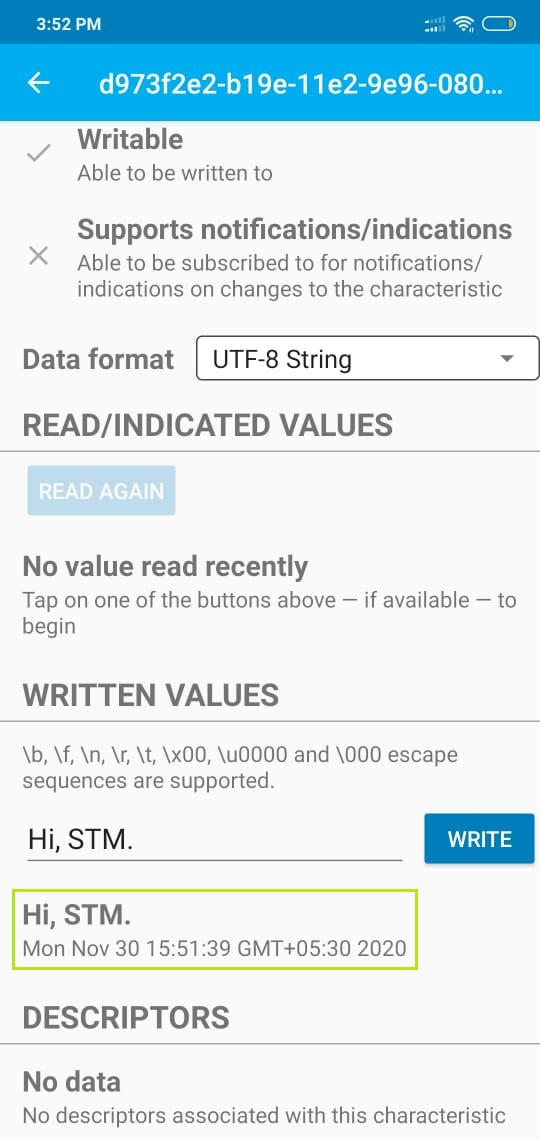 3:52 PM
d973f2e2-b19e-11e2-9e96-080...
Writable
Able to be written to
Supports notifications/indications
Able to be subscribed to for notifications/
indications on changes to the characteristic
Data format UTF-8 String
READ/INDICATED VALUES
READ AGAIN
No value read recently
Tap on one of the buttons above — if available — to
begin
WRITTEN VALUES
\b, \f, \n, \r, \t, \x00, \u0000 and \000 escape
sequences are supported.
Hi, STM. WRITE
Hi, STM.
Mon Nov 30 15:51:39 GMT+05:30 2020
DESCRIPTORS
No data
No descriptors associated with this characteristic